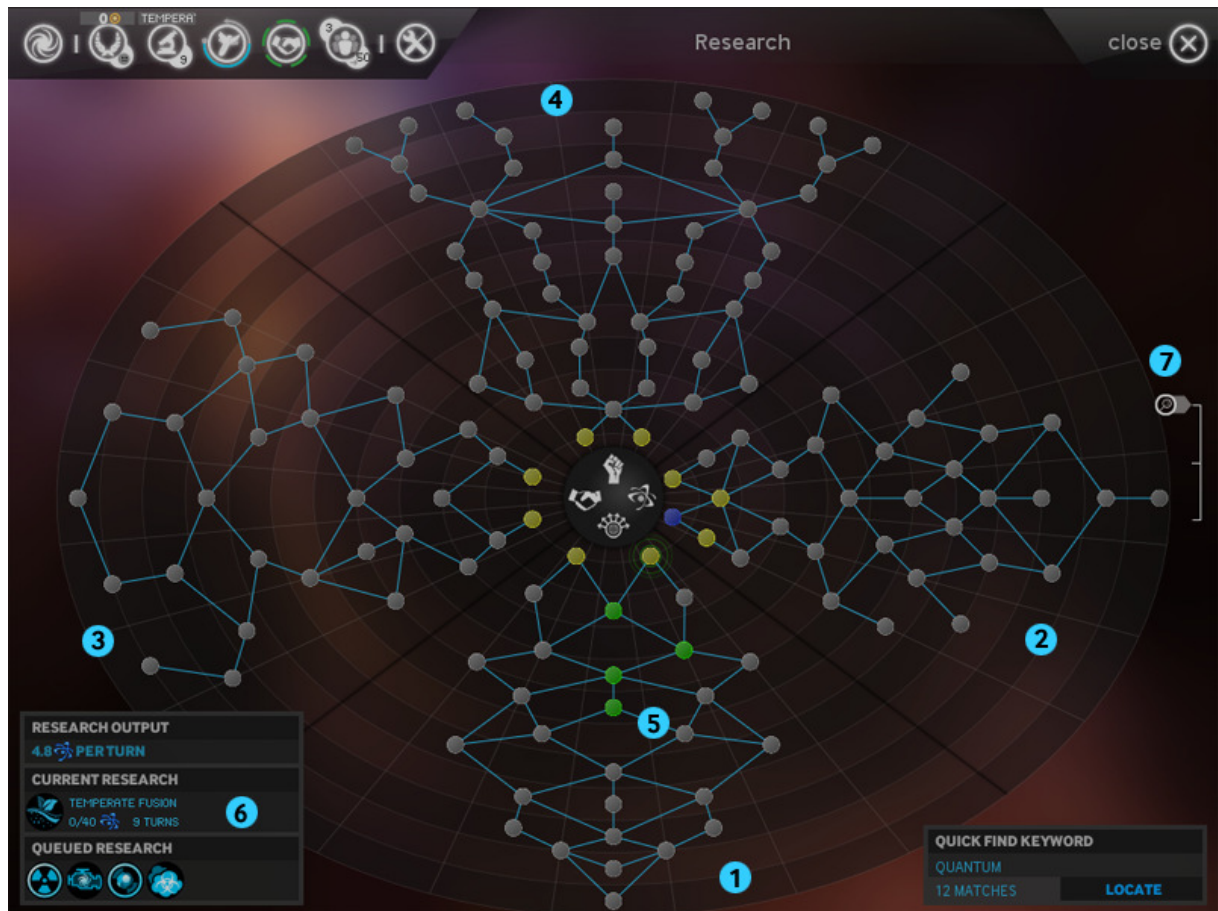 0
TEMPERA
9
3
50
Research
close
4
7
3
2
5
1
RESEARCH OUTPUT
4.8 PER TURN
CURRENT RESEARCH
TEMPERATE FUSION
0/40 9 TURNS
6
QUEUED RESEARCH
QUICK FIND KEYWORD
QUANTUM
12 MATCHES LOCATE